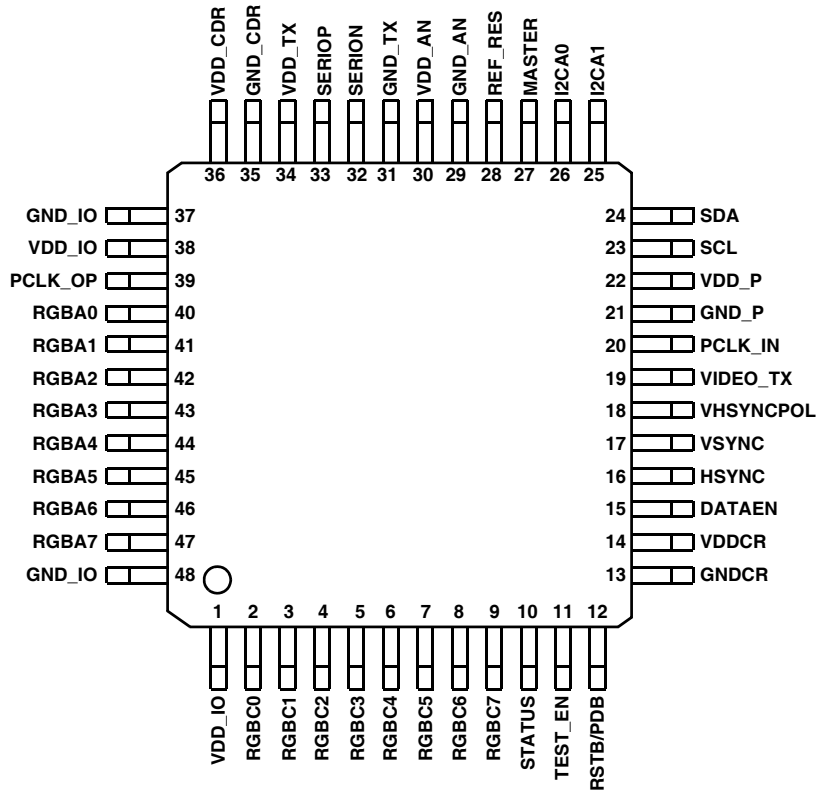 VDD_CDR
GND_CDR
VDD_TX
SERIOP
SERION
GND_TX
VDD_AN
GND_AN
REF_RES
MASTER
I2CA0
I2CA1
36 35 34 33 32 31 30 29 28 27 26 25
GND_IO 37 24 SDA
VDD_IO 38 23 SCL
PCLK_OP 39 22 VDD_P
RGBA0 40 21 GND_P
RGBA1 41 20 PCLK_IN
RGBA2 42 19 VIDEO_TX
RGBA3 43 18 VHSYNCPOL
RGBA4 44 17 VSYNC
RGBA5 45 16 HSYNC
RGBA6 46 15 DATAEN
RGBA7 47 14 VDDCR
GND_IO 48 13 GNDCR
1 2 3 4 5 6 7 8 9 10 11 12
VDD_IO
RGBC0
RGBC1
RGBC2
RGBC3
RGBC4
RGBC5
RGBC6
RGBC7
STATUS
TEST_EN
RSTB/PDB